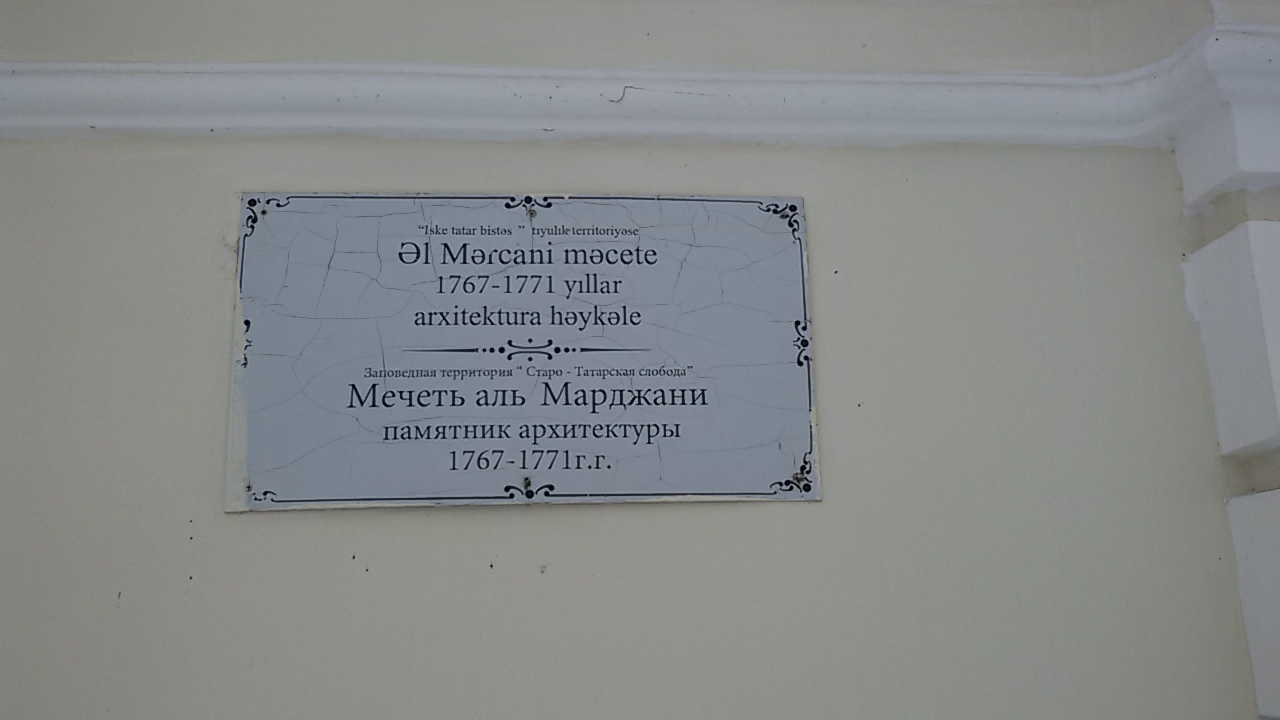 “Iske tatar bistəs ” tıyulık territoriyəse
Əl Mərcani məcete
1767-1771 yıllar
arxitektura həykəle
Заповедная территория “ Старо - Татарская слобода”
Мечеть аль Марджани
памятник архитектуры
1767-1771г.г.